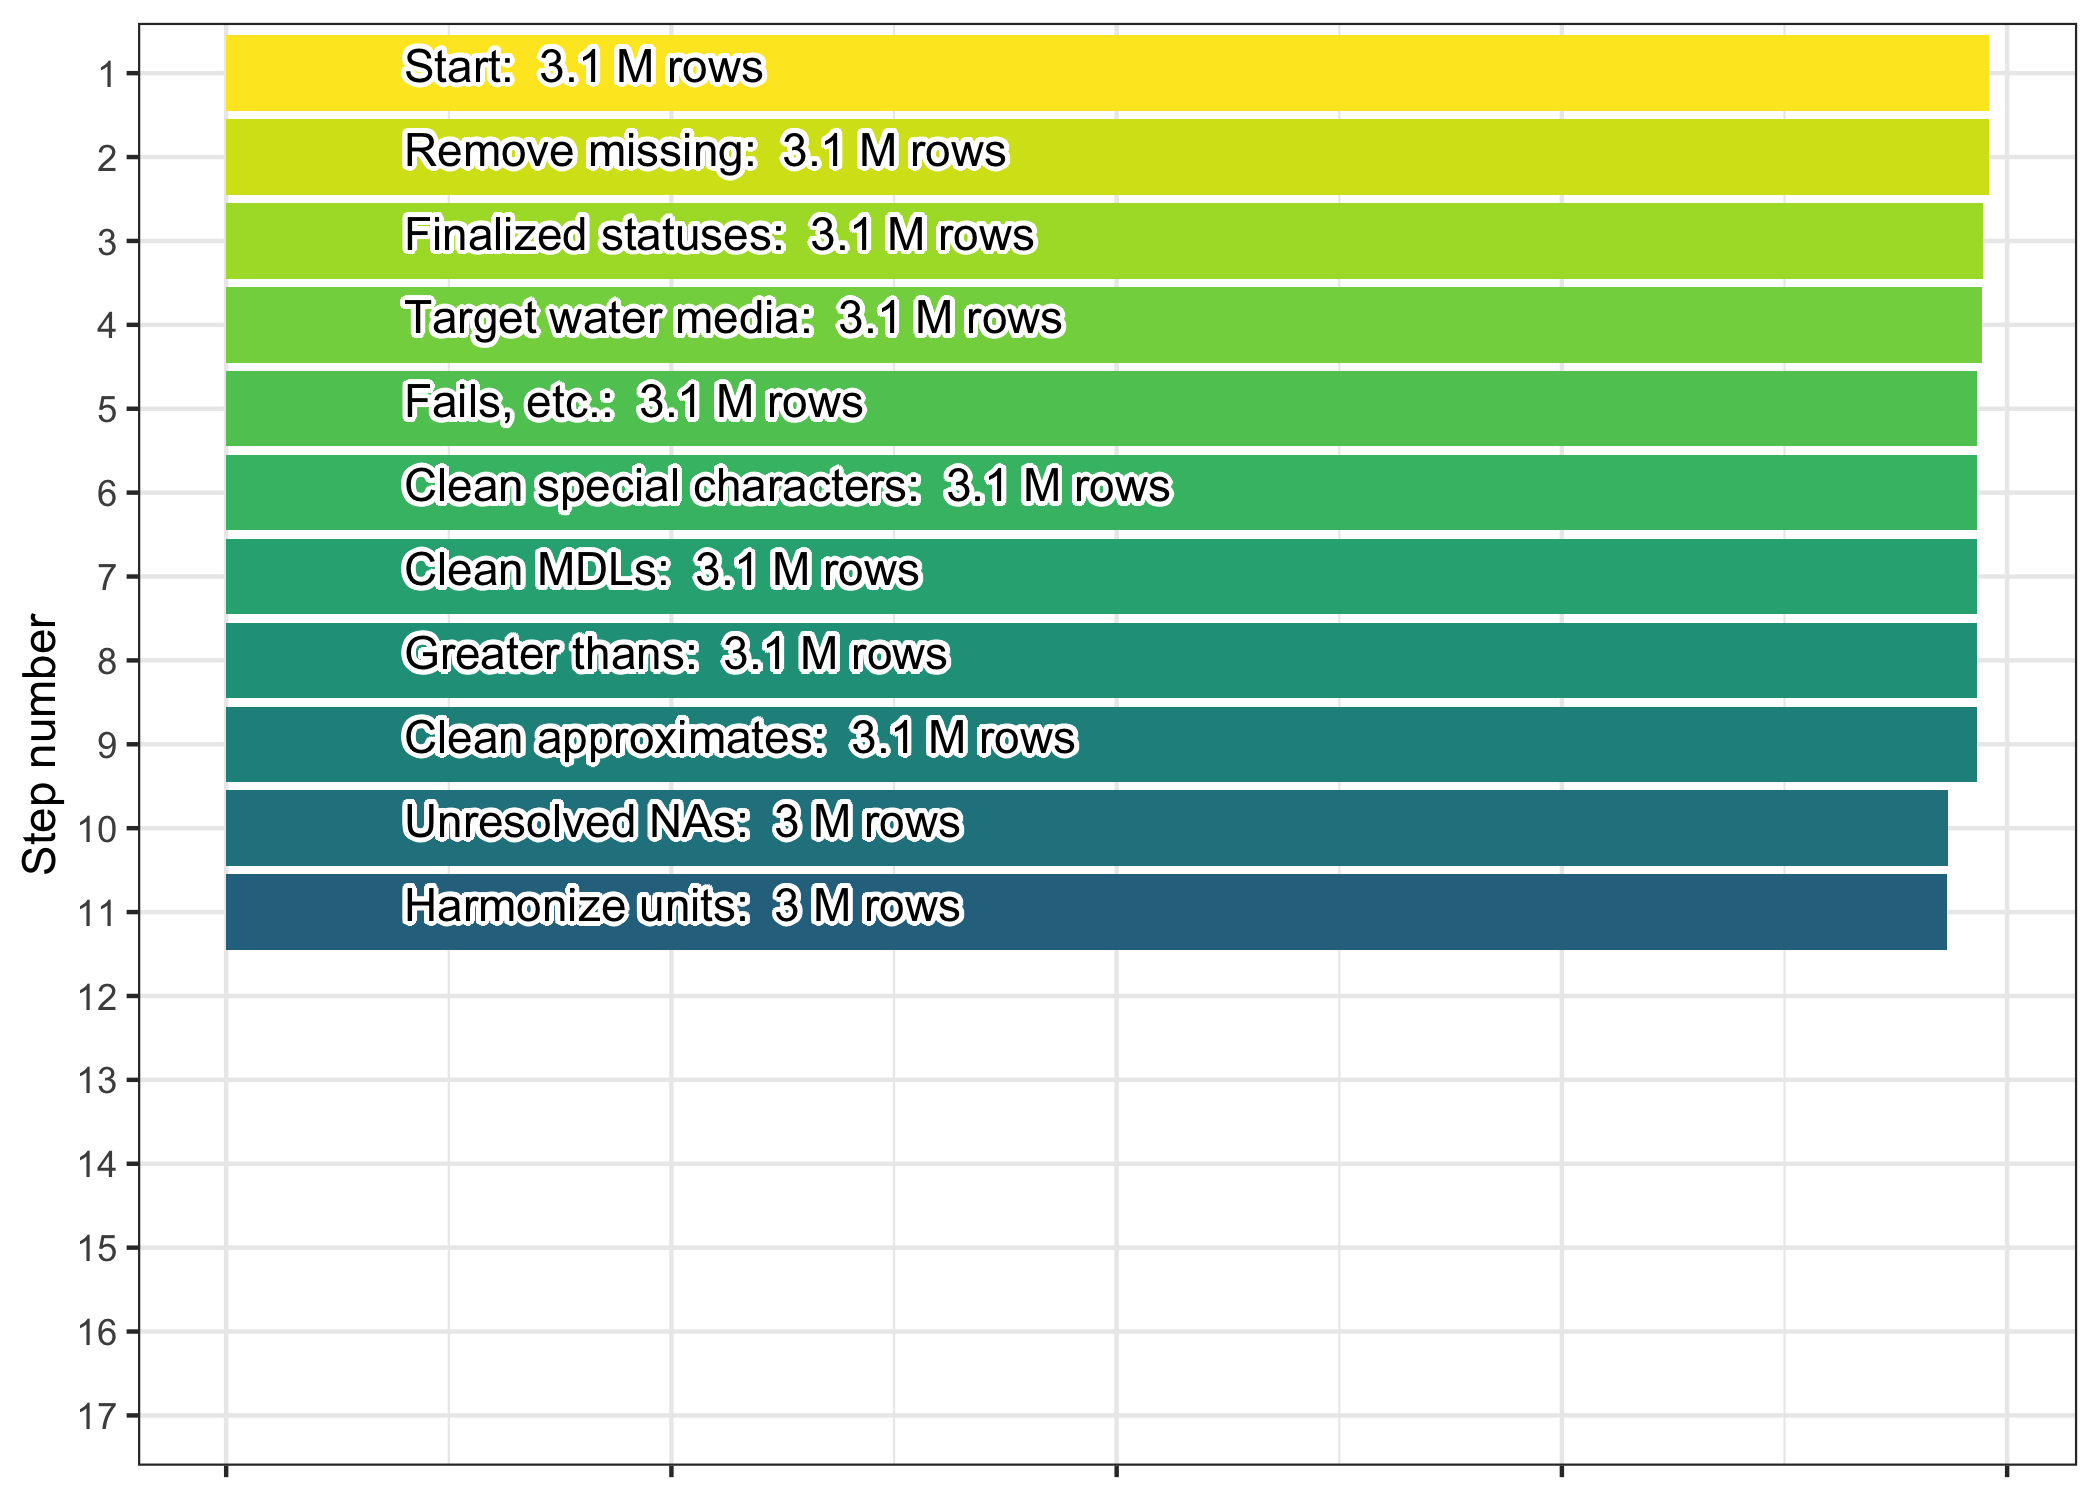 1 Start: 3.1 M rows
2 Remove missing: 3.1 M rows
3 Finalized statuses: 3.1 M rows
4 Target water media: 3.1 M rows
5 Fails, etc.: 3.1 M rows
6 Clean special characters: 3.1 M rows
7 Clean MDLs: 3.1 M rows
8 Greater thans: 3.1 M rows
9 Clean approximates: 3.1 M rows
10 Unresolved NAs: 3 M rows
11 Harmonize units: 3 M rows
12
13
14
15
16
17
Step number